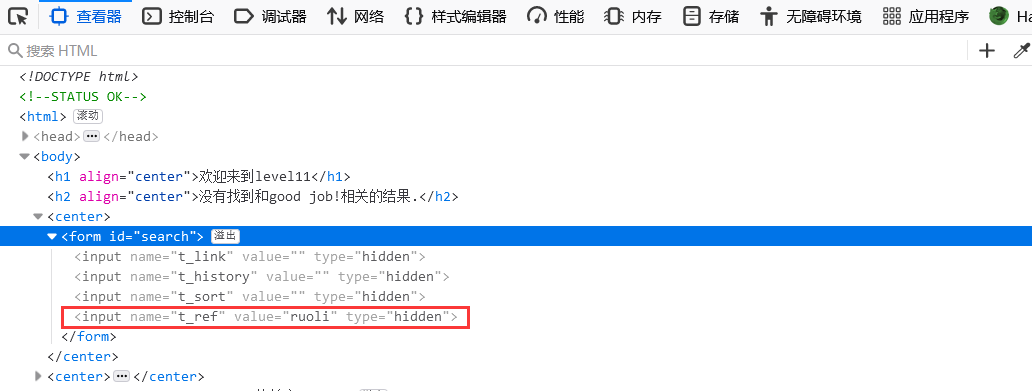 查看器 控制台 调试器 网络 样式编辑器 性能 内存 存储 无障碍环境 应用程序 Ha
搜索 HTML
<!DOCTYPE html>
<!--STATUS OK-->
<html> 滚动
<head> ••• </head>
<body>
<h1 align="center">欢迎来到level11</h1>
<h2 align="center">没有找到和good job!相关的结果.</h2>
<center>
<form id="search"> 溢出
<input name="t_link" value="" type="hidden">
<input name="t_history" value="" type="hidden">
<input name="t_sort" value="" type="hidden">
<input name="t_ref" value="ruoli" type="hidden">
</form>
</center>
<center> ••• </center>